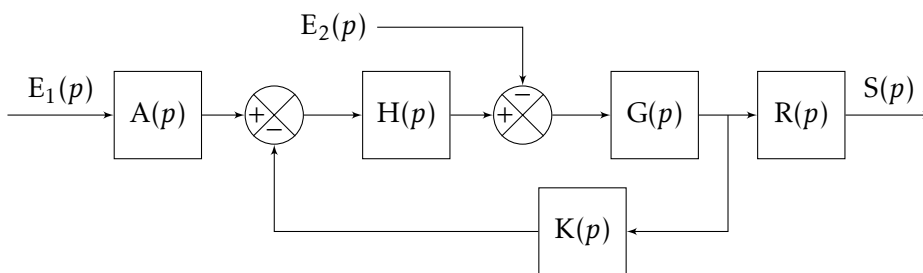 E₂(p)
E₁(p)
A(p)
+
−
H(p)
−
+
G(p)
R(p)
S(p)
K(p)